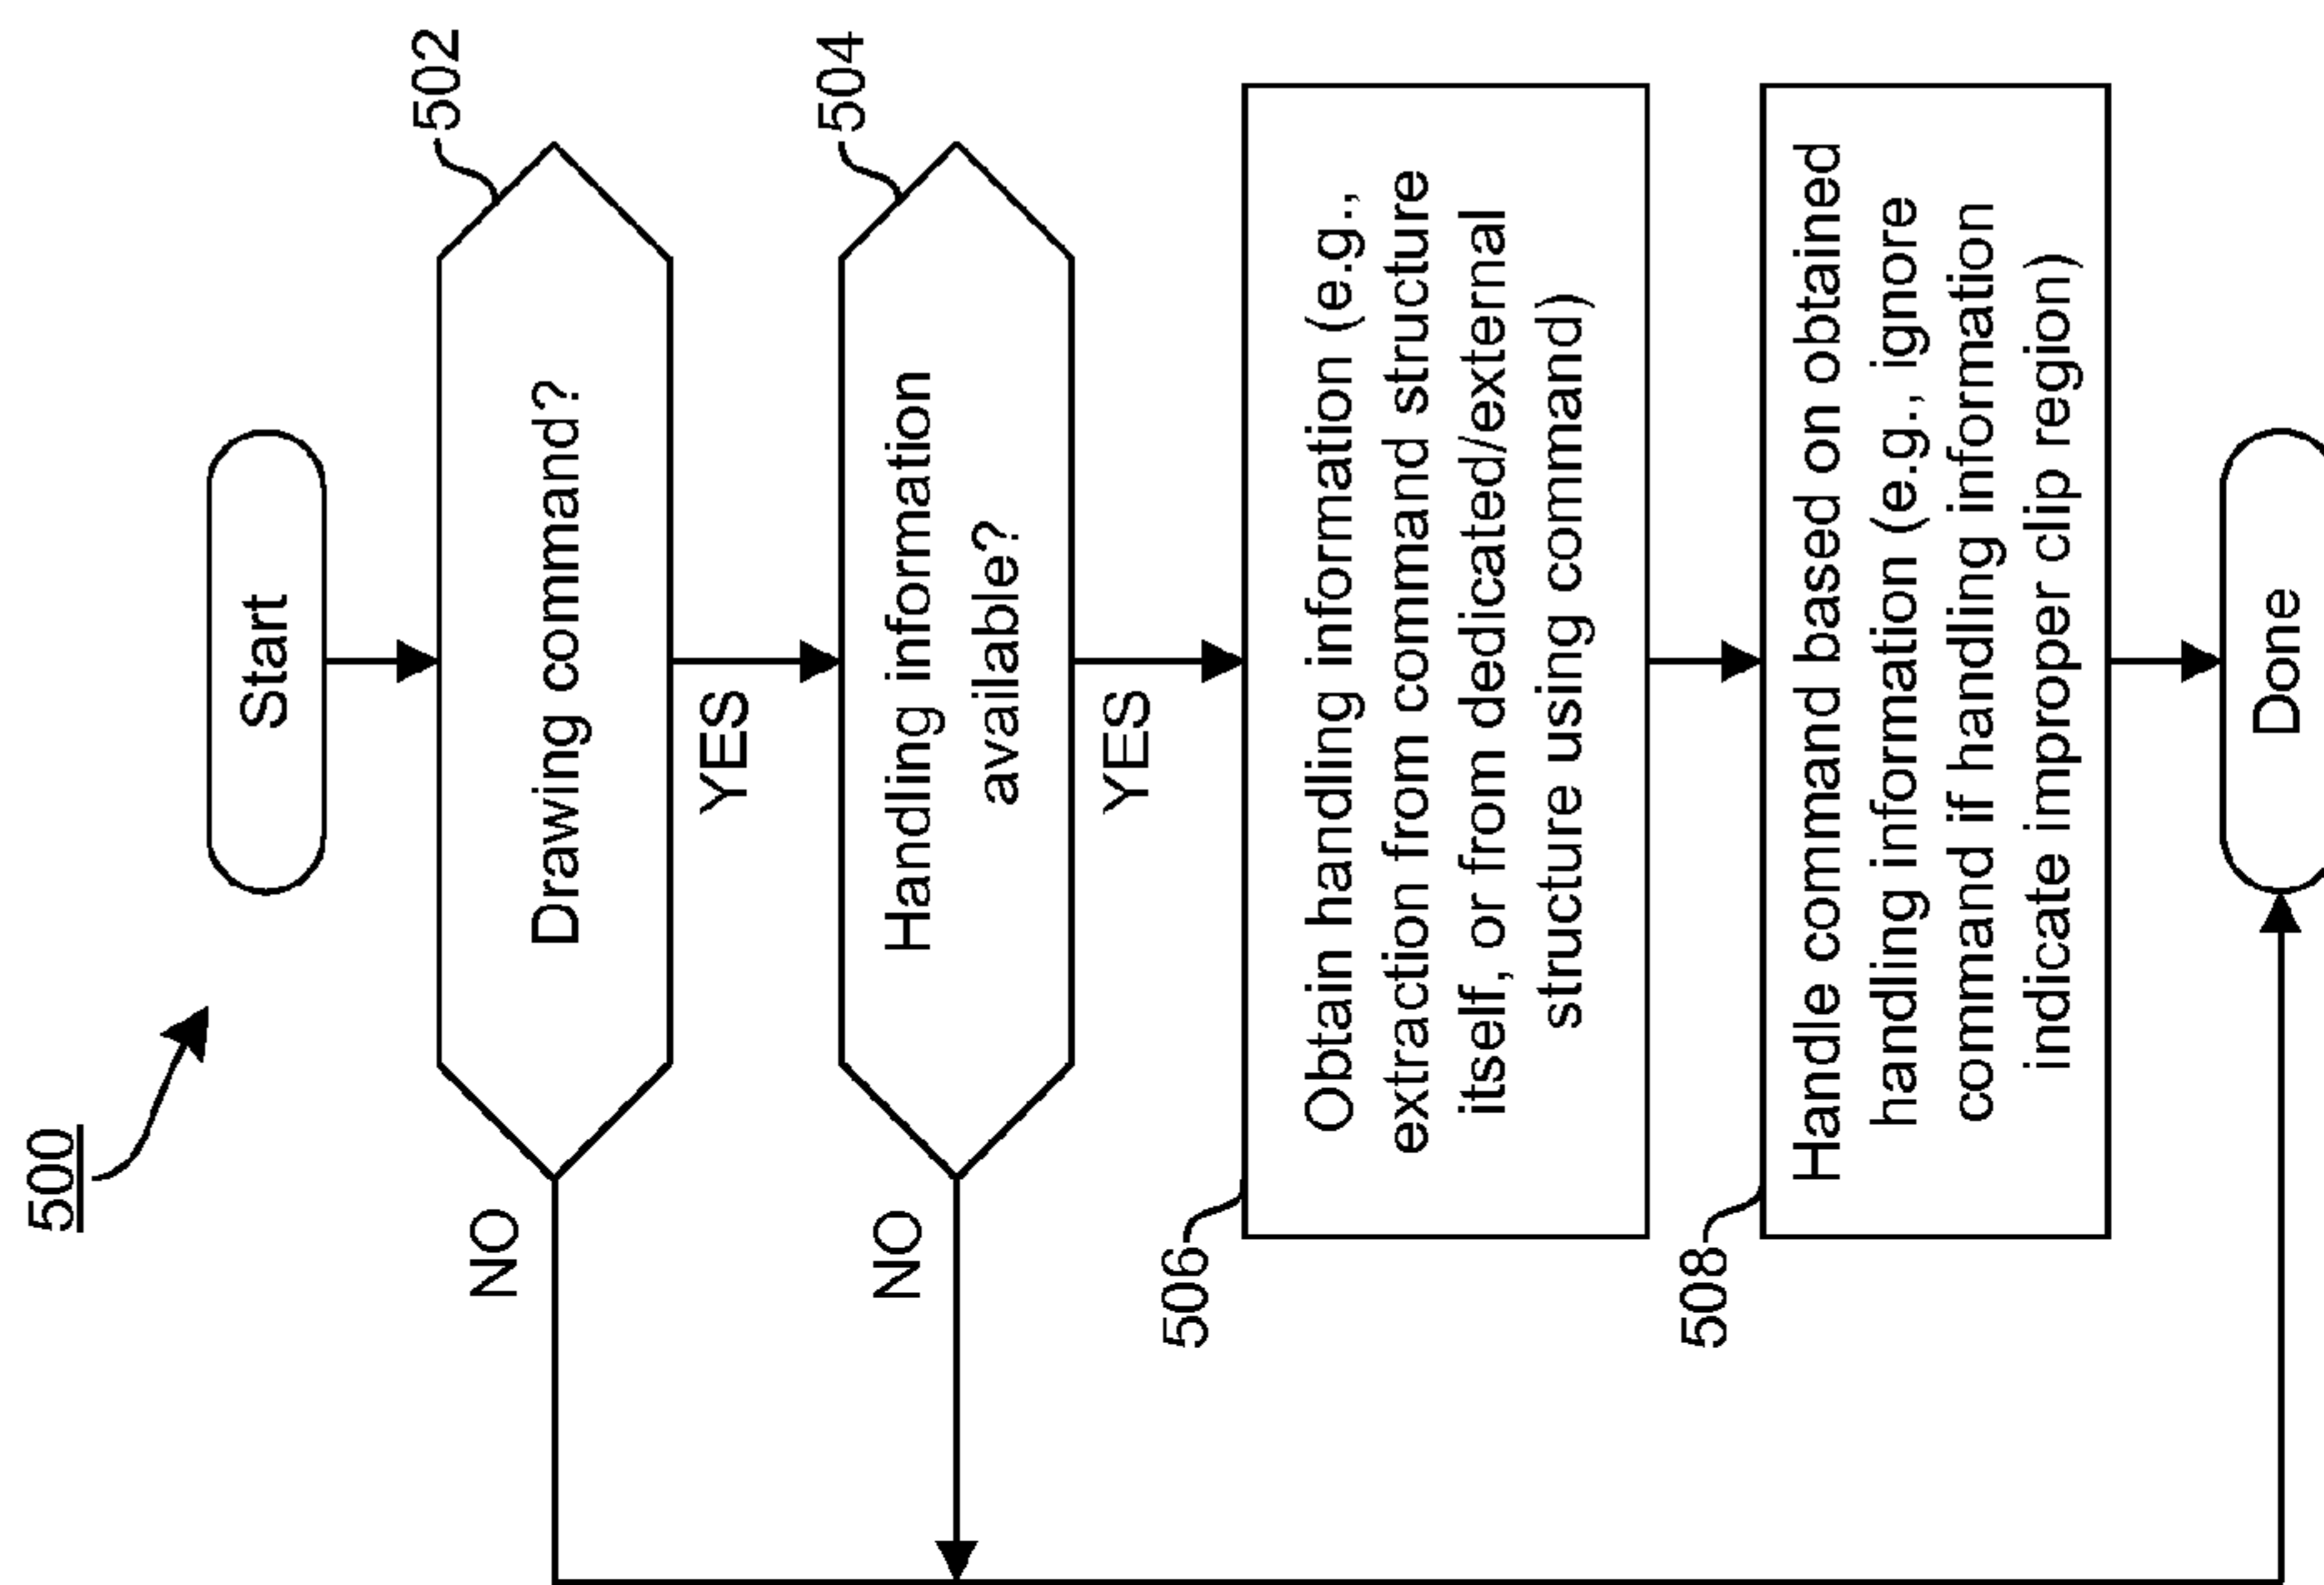 500
Start
502
Drawing command?
NO
YES
504
Handling information
available?
NO
YES
506
Obtain handling information (e.g.,
extraction from command structure
itself, or from dedicated/external
structure using command)
508
Handle command based on obtained
handling information (e.g., ignore
command if handling information
indicate improper clip region)
Done